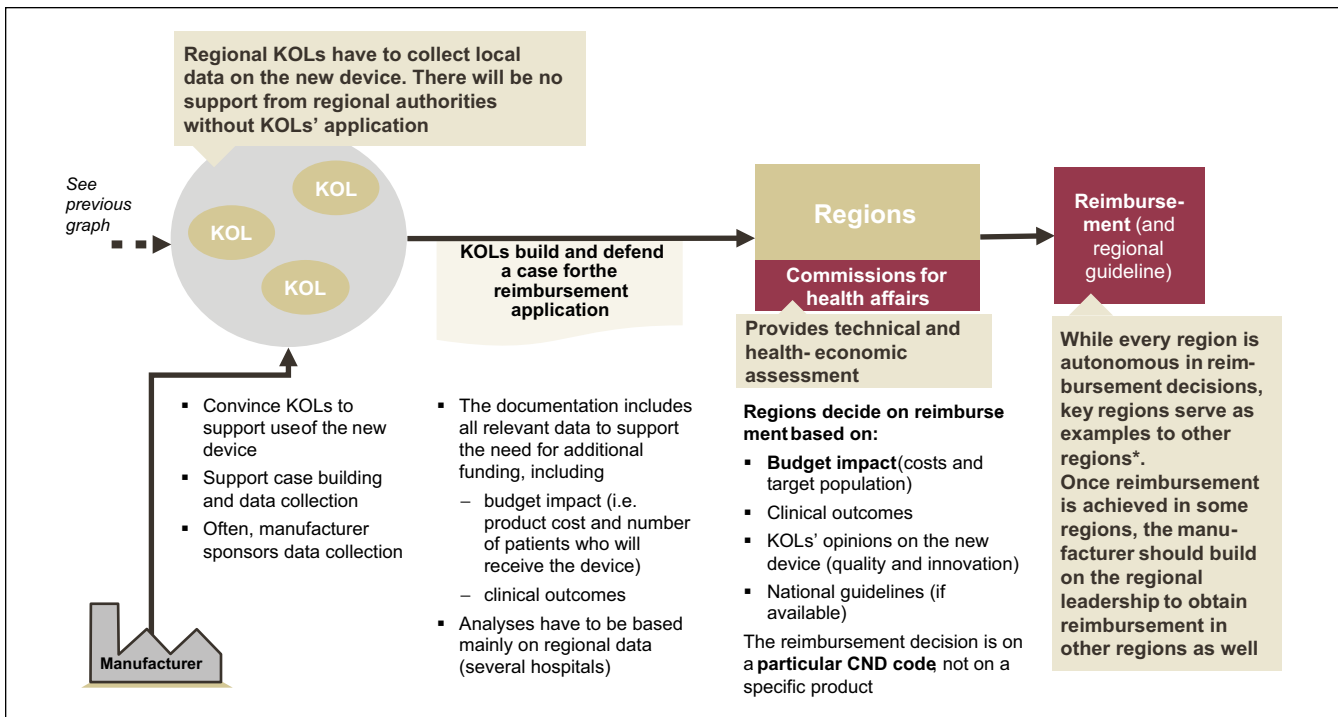 Regional KOLs have to collect local
data on the new device. There will be no
support from regional authorities
without KOLs' application
See
previous
graph
KOL
KOL
KOL
KOLs build and defend
a case forthe
reimbursement
application
Regions
Commissions for
health affairs
Provides technical and
health- economic
assessment
Reimburse-
ment (and
regional
guideline)
While every region is
autonomous in reim-
bursement decisions,
key regions serve as
examples to other
regions*.
Once reimbursement
is achieved in some
regions, the manu-
facturer should build
on the regional
leadership to obtain
reimbursement in
other regions as well
Manufacturer
▪ Convince KOLs to
support useof the new
device
▪ Support case building
and data collection
▪ Often, manufacturer
sponsors data collection
▪ The documentation includes
all relevant data to support
the need for additional
funding, including
– budget impact (i.e.
product cost and number
of patients who will
receive the device)
– clinical outcomes
▪ Analyses have to be based
mainly on regional data
(several hospitals)
Regions decide on reimburse
ment based on:
▪ Budget impact (costs and
target population)
▪ Clinical outcomes
▪ KOLs' opinions on the new
device (quality and innovation)
▪ National guidelines (if
available)
The reimbursement decision is on
a particular CND code, not on a
specific product